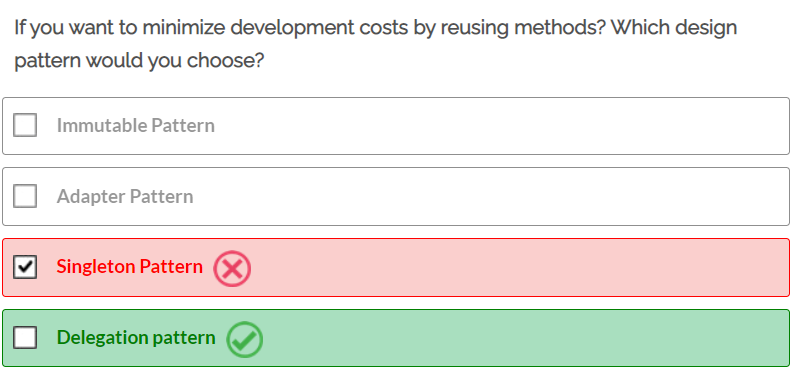 If you want to minimize development costs by reusing methods? Which design
pattern would you choose?
Immutable Pattern
Adapter Pattern
Singleton Pattern
Delegation pattern